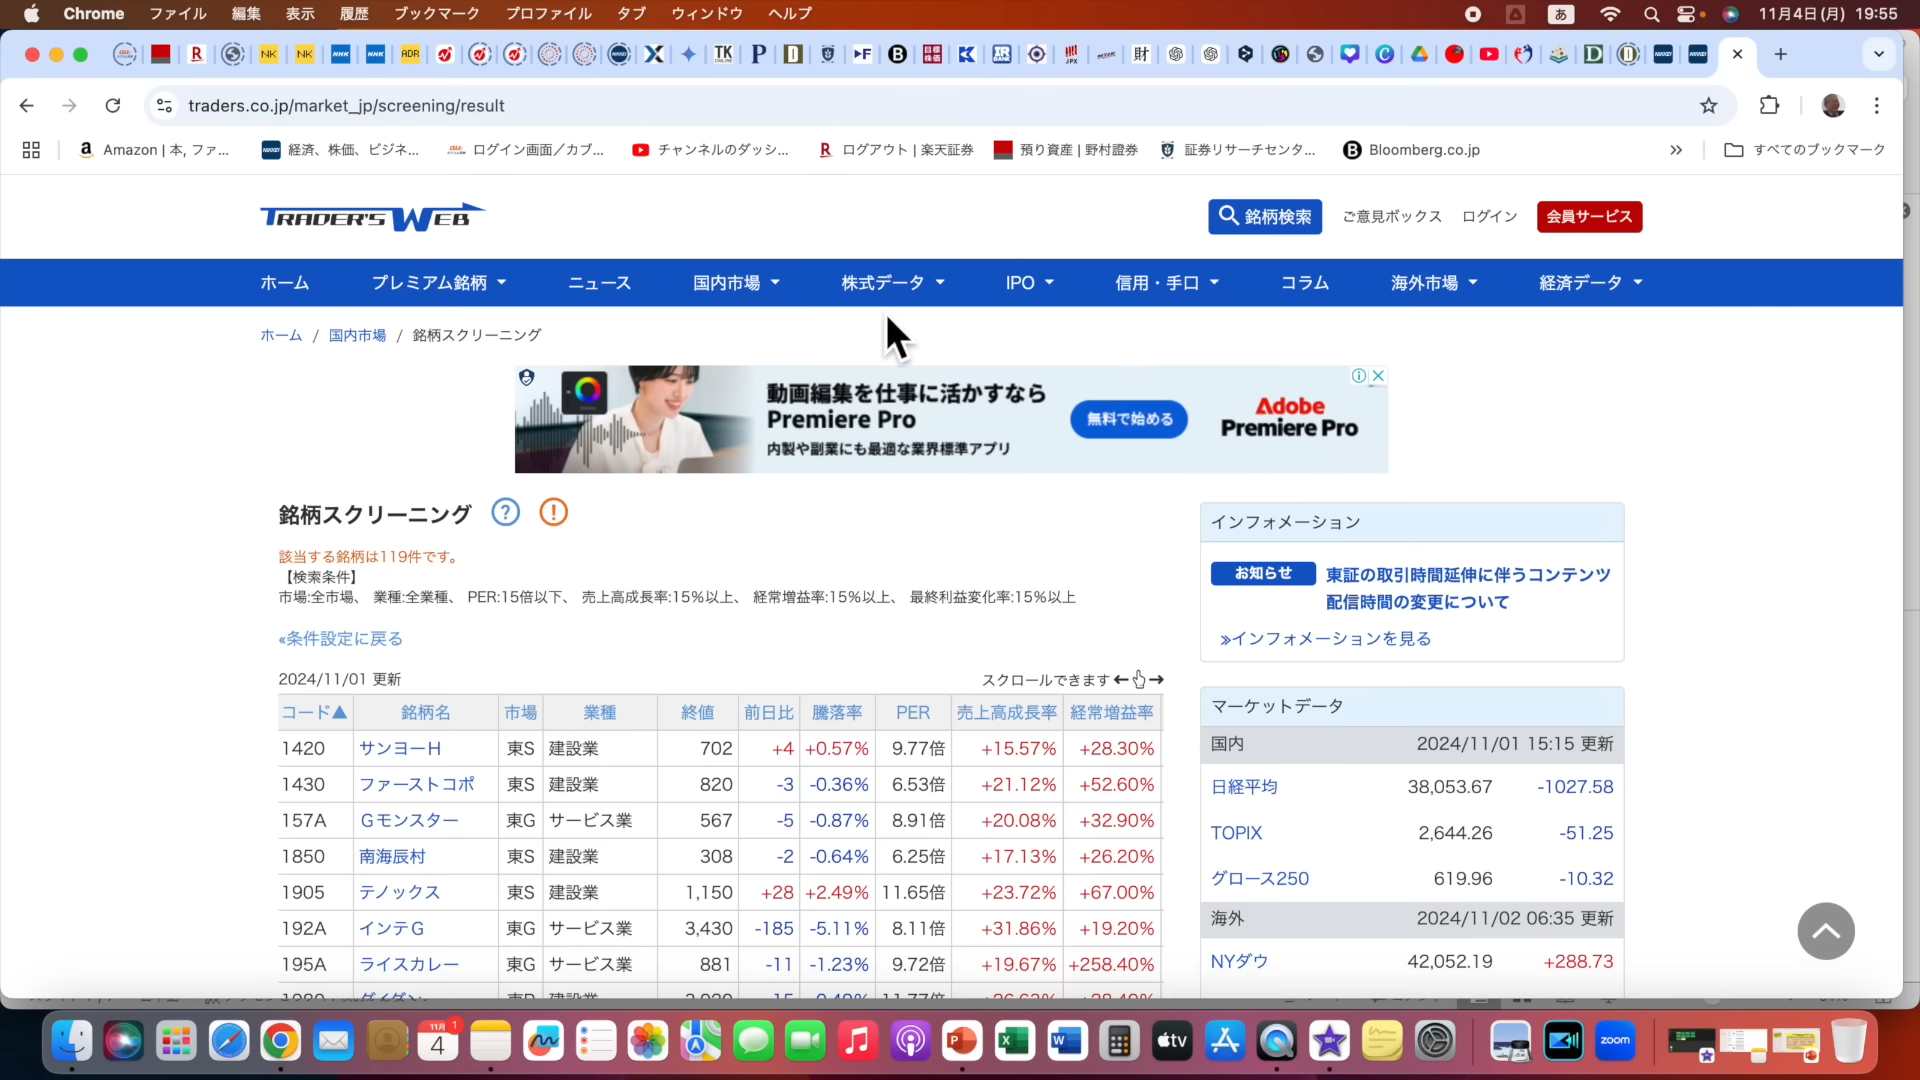 Chrome ファイル 編集 表示 履歴 ブックマーク プロファイル タブ ウィンドウ ヘルプ あ 11月4日(月) 19:55
traders.co.jp/market_jp/screening/result
Amazon | 本, ファ... 経済、株価、ビジネ... ログイン画面／カブ... チャンネルのダッシ... ログアウト | 楽天証券 預り資産 | 野村證券 証券リサーチセンタ... Bloomberg.co.jp » すべてのブックマーク
TRADER'S WEB 銘柄検索 ご意見ボックス ログイン 会員サービス
ホーム プレミアム銘柄 ニュース 国内市場 株式データ IPO 信用・手口 コラム 海外市場 経済データ
ホーム / 国内市場 / 銘柄スクリーニング
動画編集を仕事に活かすなら
Premiere Pro
内製や副業にも最適な業界標準アプリ
無料で始める
Adobe
Premiere Pro
銘柄スクリーニング ? !
該当する銘柄は119件です。
【検索条件】
市場:全市場、 業種:全業種、 PER:15倍以下、 売上高成長率:15%以上、 経常増益率:15%以上、 最終利益変化率:15%以上
«条件設定に戻る
2024/11/01 更新 スクロールできます
コード▲ 銘柄名 市場 業種 終値 前日比 騰落率 PER 売上高成長率 経常増益率
1420 サンヨーH 東S 建設業 702 +4 +0.57% 9.77倍 +15.57% +28.30%
1430 ファーストコポ 東S 建設業 820 -3 -0.36% 6.53倍 +21.12% +52.60%
157A Gモンスター 東G サービス業 567 -5 -0.87% 8.91倍 +20.08% +32.90%
1850 南海辰村 東S 建設業 308 -2 -0.64% 6.25倍 +17.13% +26.20%
1905 テノックス 東S 建設業 1,150 +28 +2.49% 11.65倍 +23.72% +67.00%
192A インテG 東G サービス業 3,430 -185 -5.11% 8.11倍 +31.86% +19.20%
195A ライスカレー 東G サービス業 881 -11 -1.23% 9.72倍 +19.67% +258.40%
インフォメーション
お知らせ 東証の取引時間延伸に伴うコンテンツ
配信時間の変更について
»インフォメーションを見る
マーケットデータ
国内 2024/11/01 15:15 更新
日経平均 38,053.67 -1027.58
TOPIX 2,644.26 -51.25
グロース250 619.96 -10.32
海外 2024/11/02 06:35 更新
NYダウ 42,052.19 +288.73
11月 1
4
tv
zoom